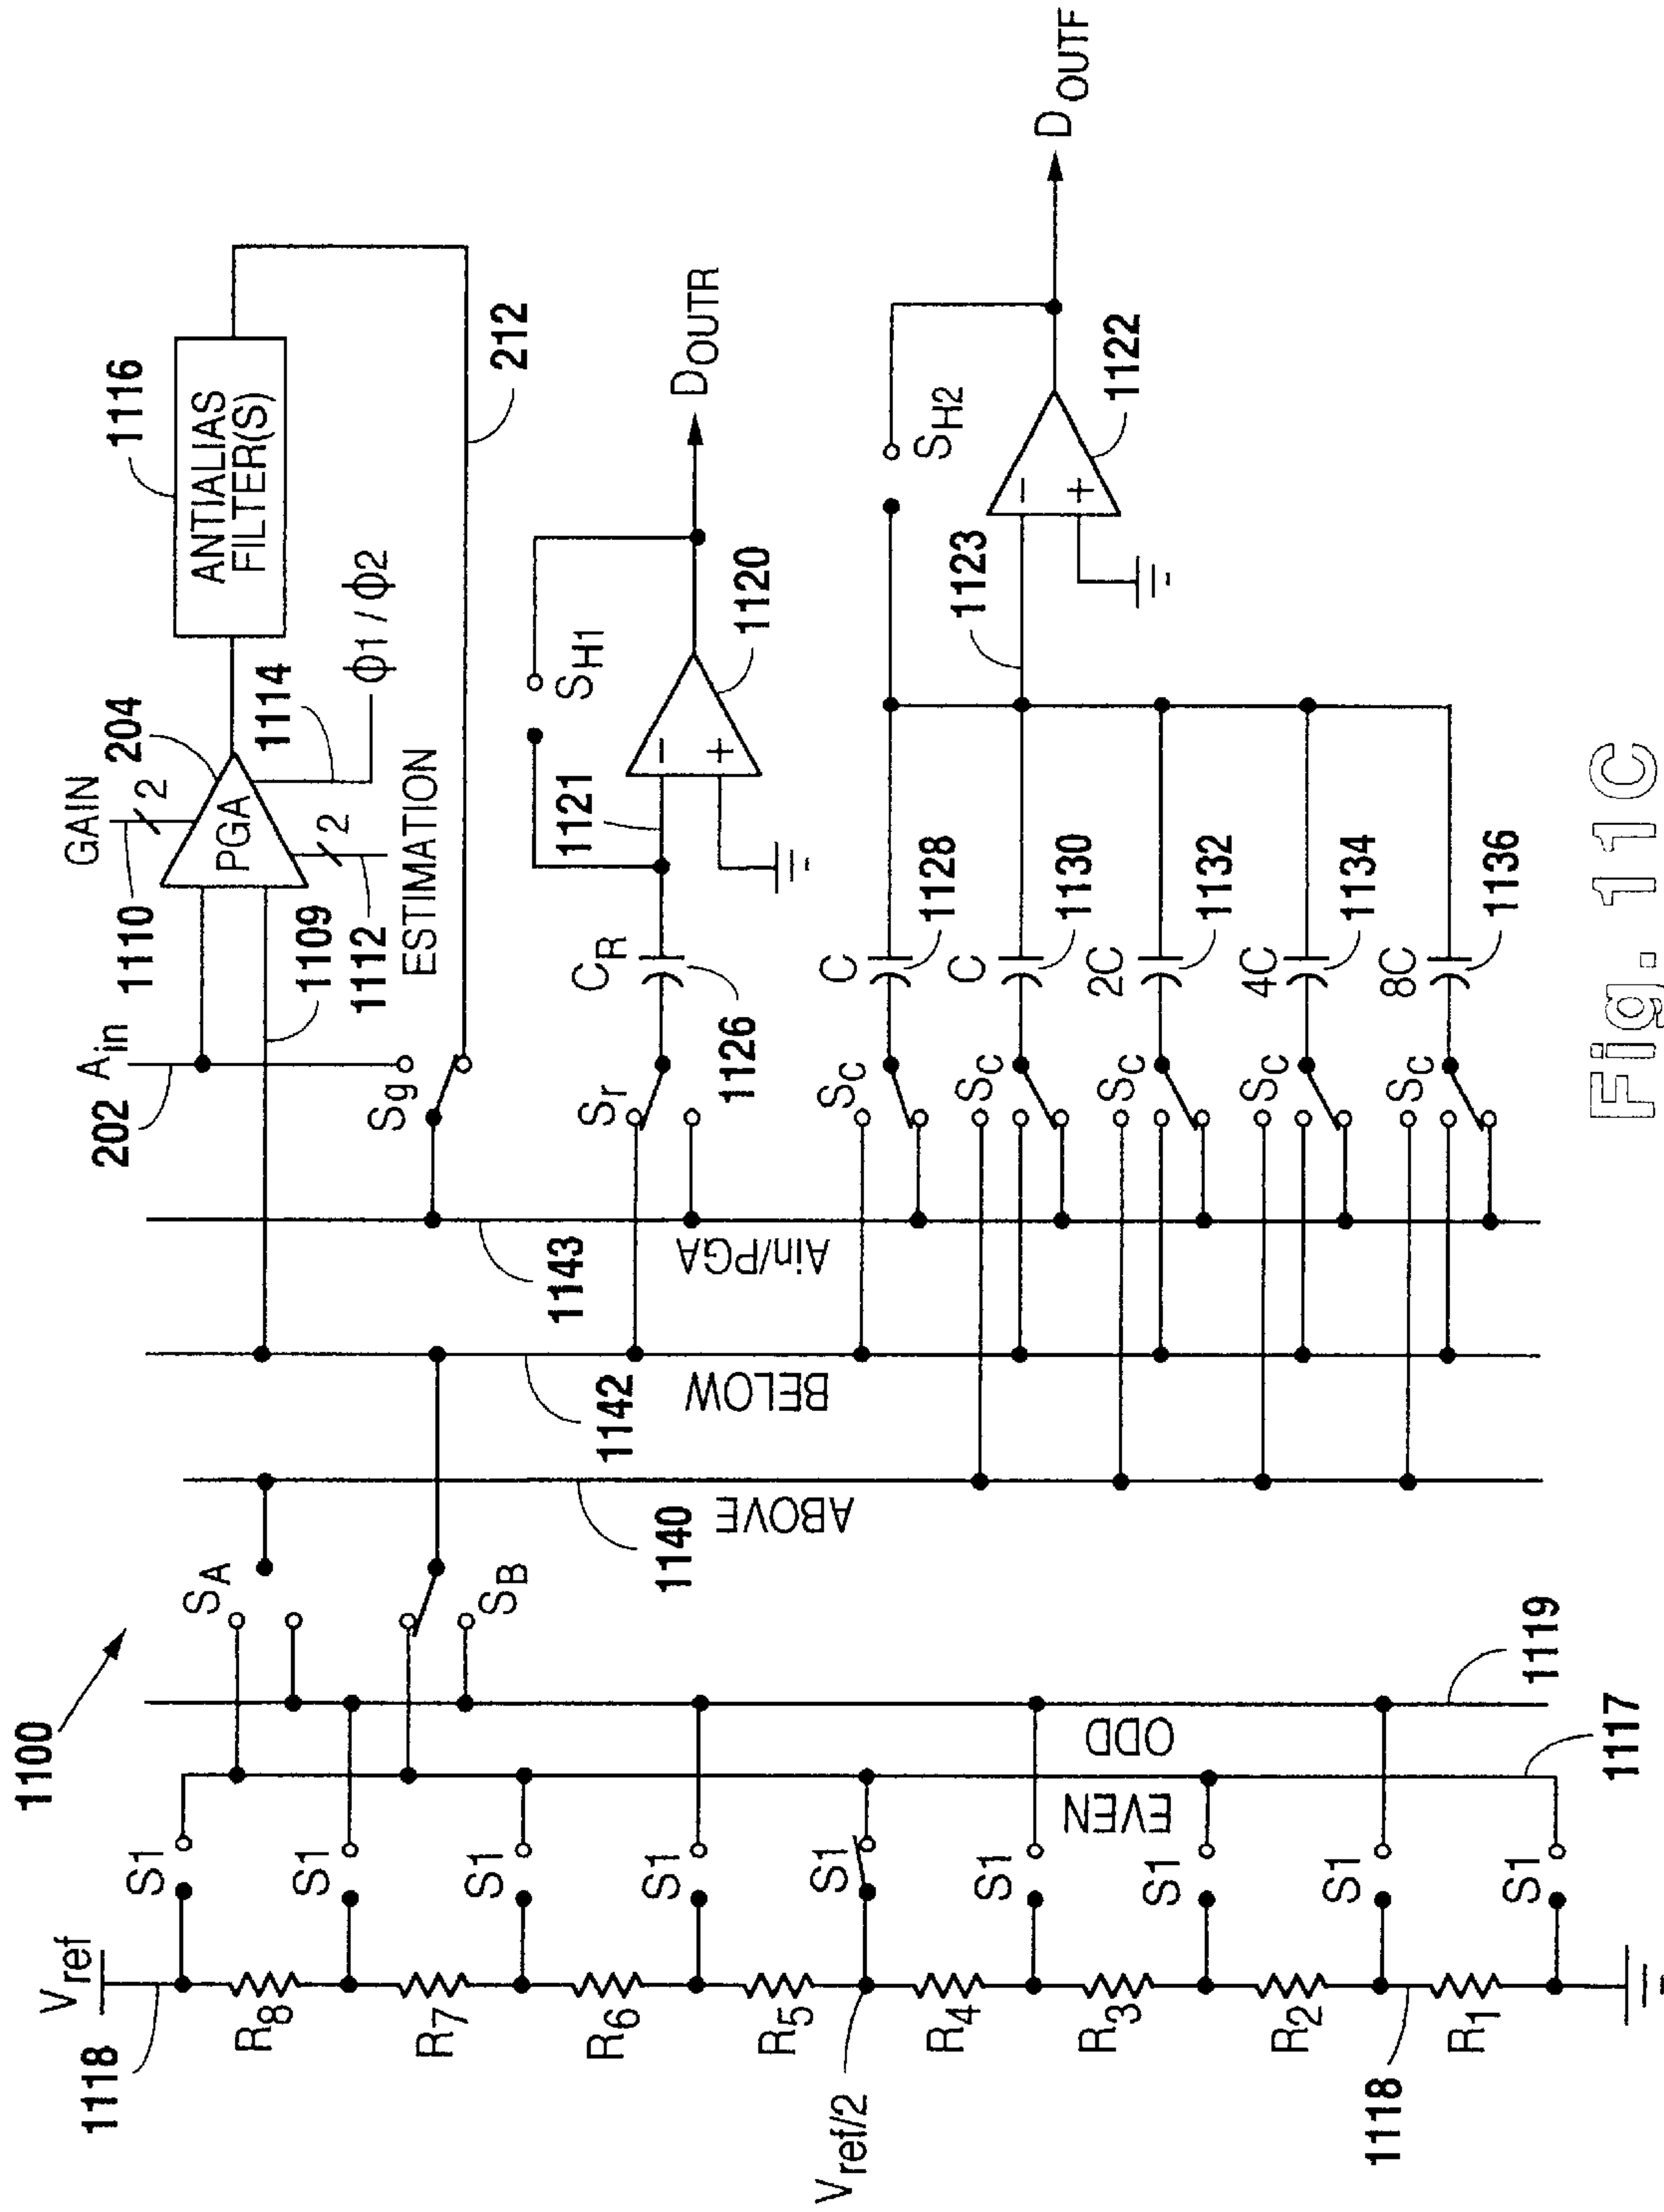 1100
1118
Vref
R8
R7
R6
R5
Vref/2
R4
R3
R2
1118
R1
S1
S1
S1
S1
S1
S1
S1
S1
S1
EVEN
ODD
1117
1119
SA
SB
1140
ABOVE
1142
BELOW
1143
Ain/PGA
202
Ain
Sg
1110
GAIN
2
204
PGA
1109
1112
2
ESTIMATION
1114
ϕ1 / ϕ2
1116
ANTIALIAS
FILTER(S)
212
Sr
CR
1126
1121
SH1
−
+
1120
DOUTR
SC
C
1128
SC
C
1130
SC
2C
1132
SC
4C
1134
SC
8C
1136
1123
SH2
−
+
1122
DOUTF
Fig. 11C